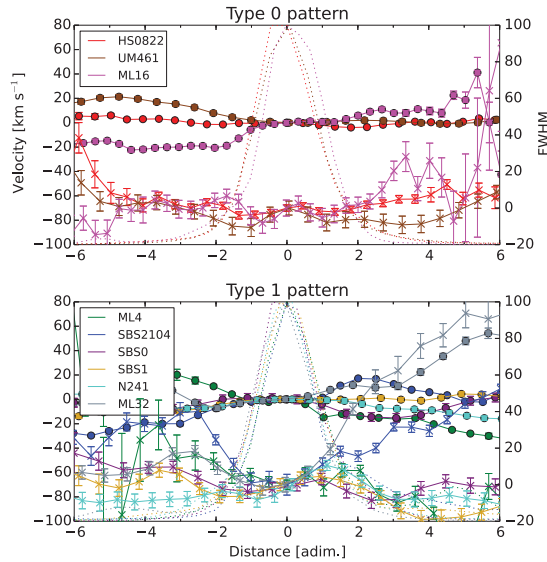 Type 0 pattern
80
60
40
20
0
−20
−40
−60
−80
−100
Velocity [km s⁻¹]
HS0822
UM461
ML16
100
80
60
40
20
0
−20
FWHM
−6 −4 −2 0 2 4 6
Type 1 pattern
80
60
40
20
0
−20
−40
−60
−80
−100
ML4
SBS2104
SBS0
SBS1
N241
ML12
100
80
60
40
20
0
−20
−6 −4 −2 0 2 4 6
Distance [adim.]